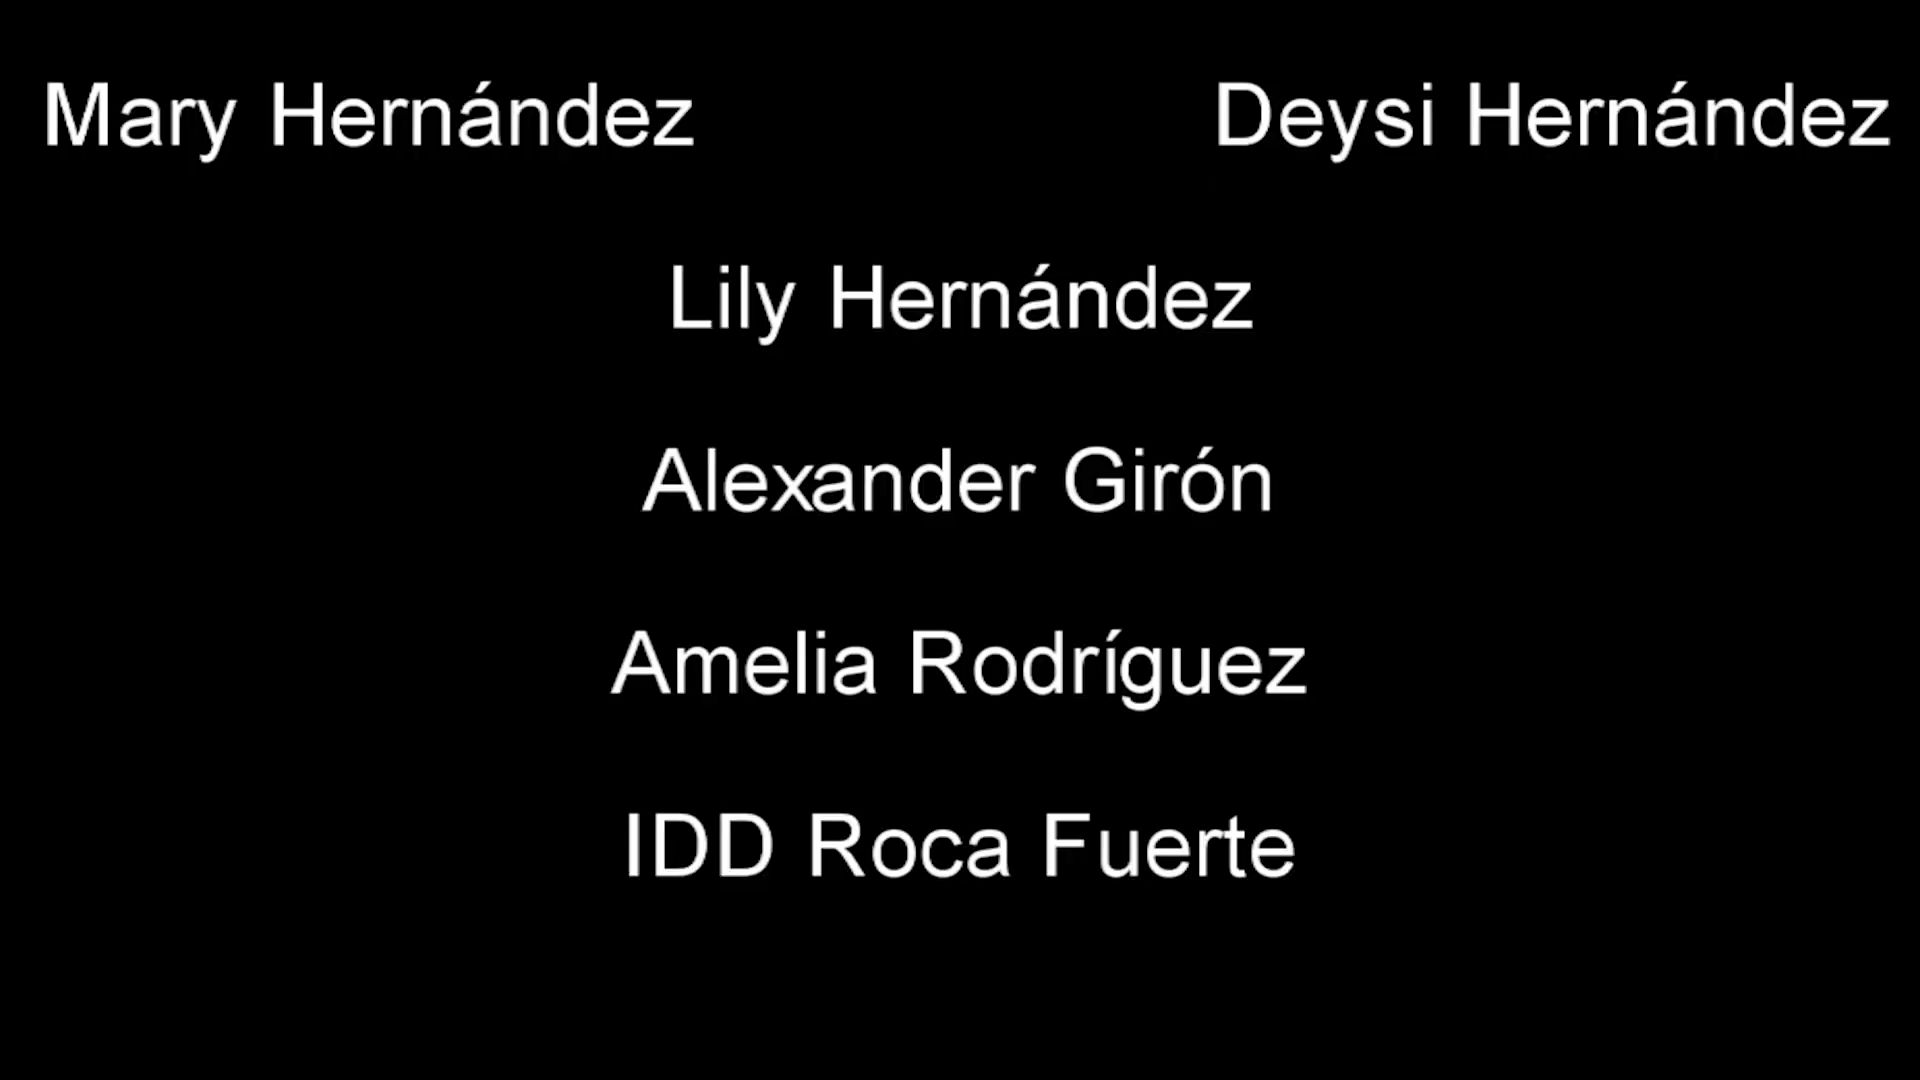 Mary Hernández Deysi Hernández
Lily Hernández
Alexander Girón
Amelia Rodríguez
IDD Roca Fuerte